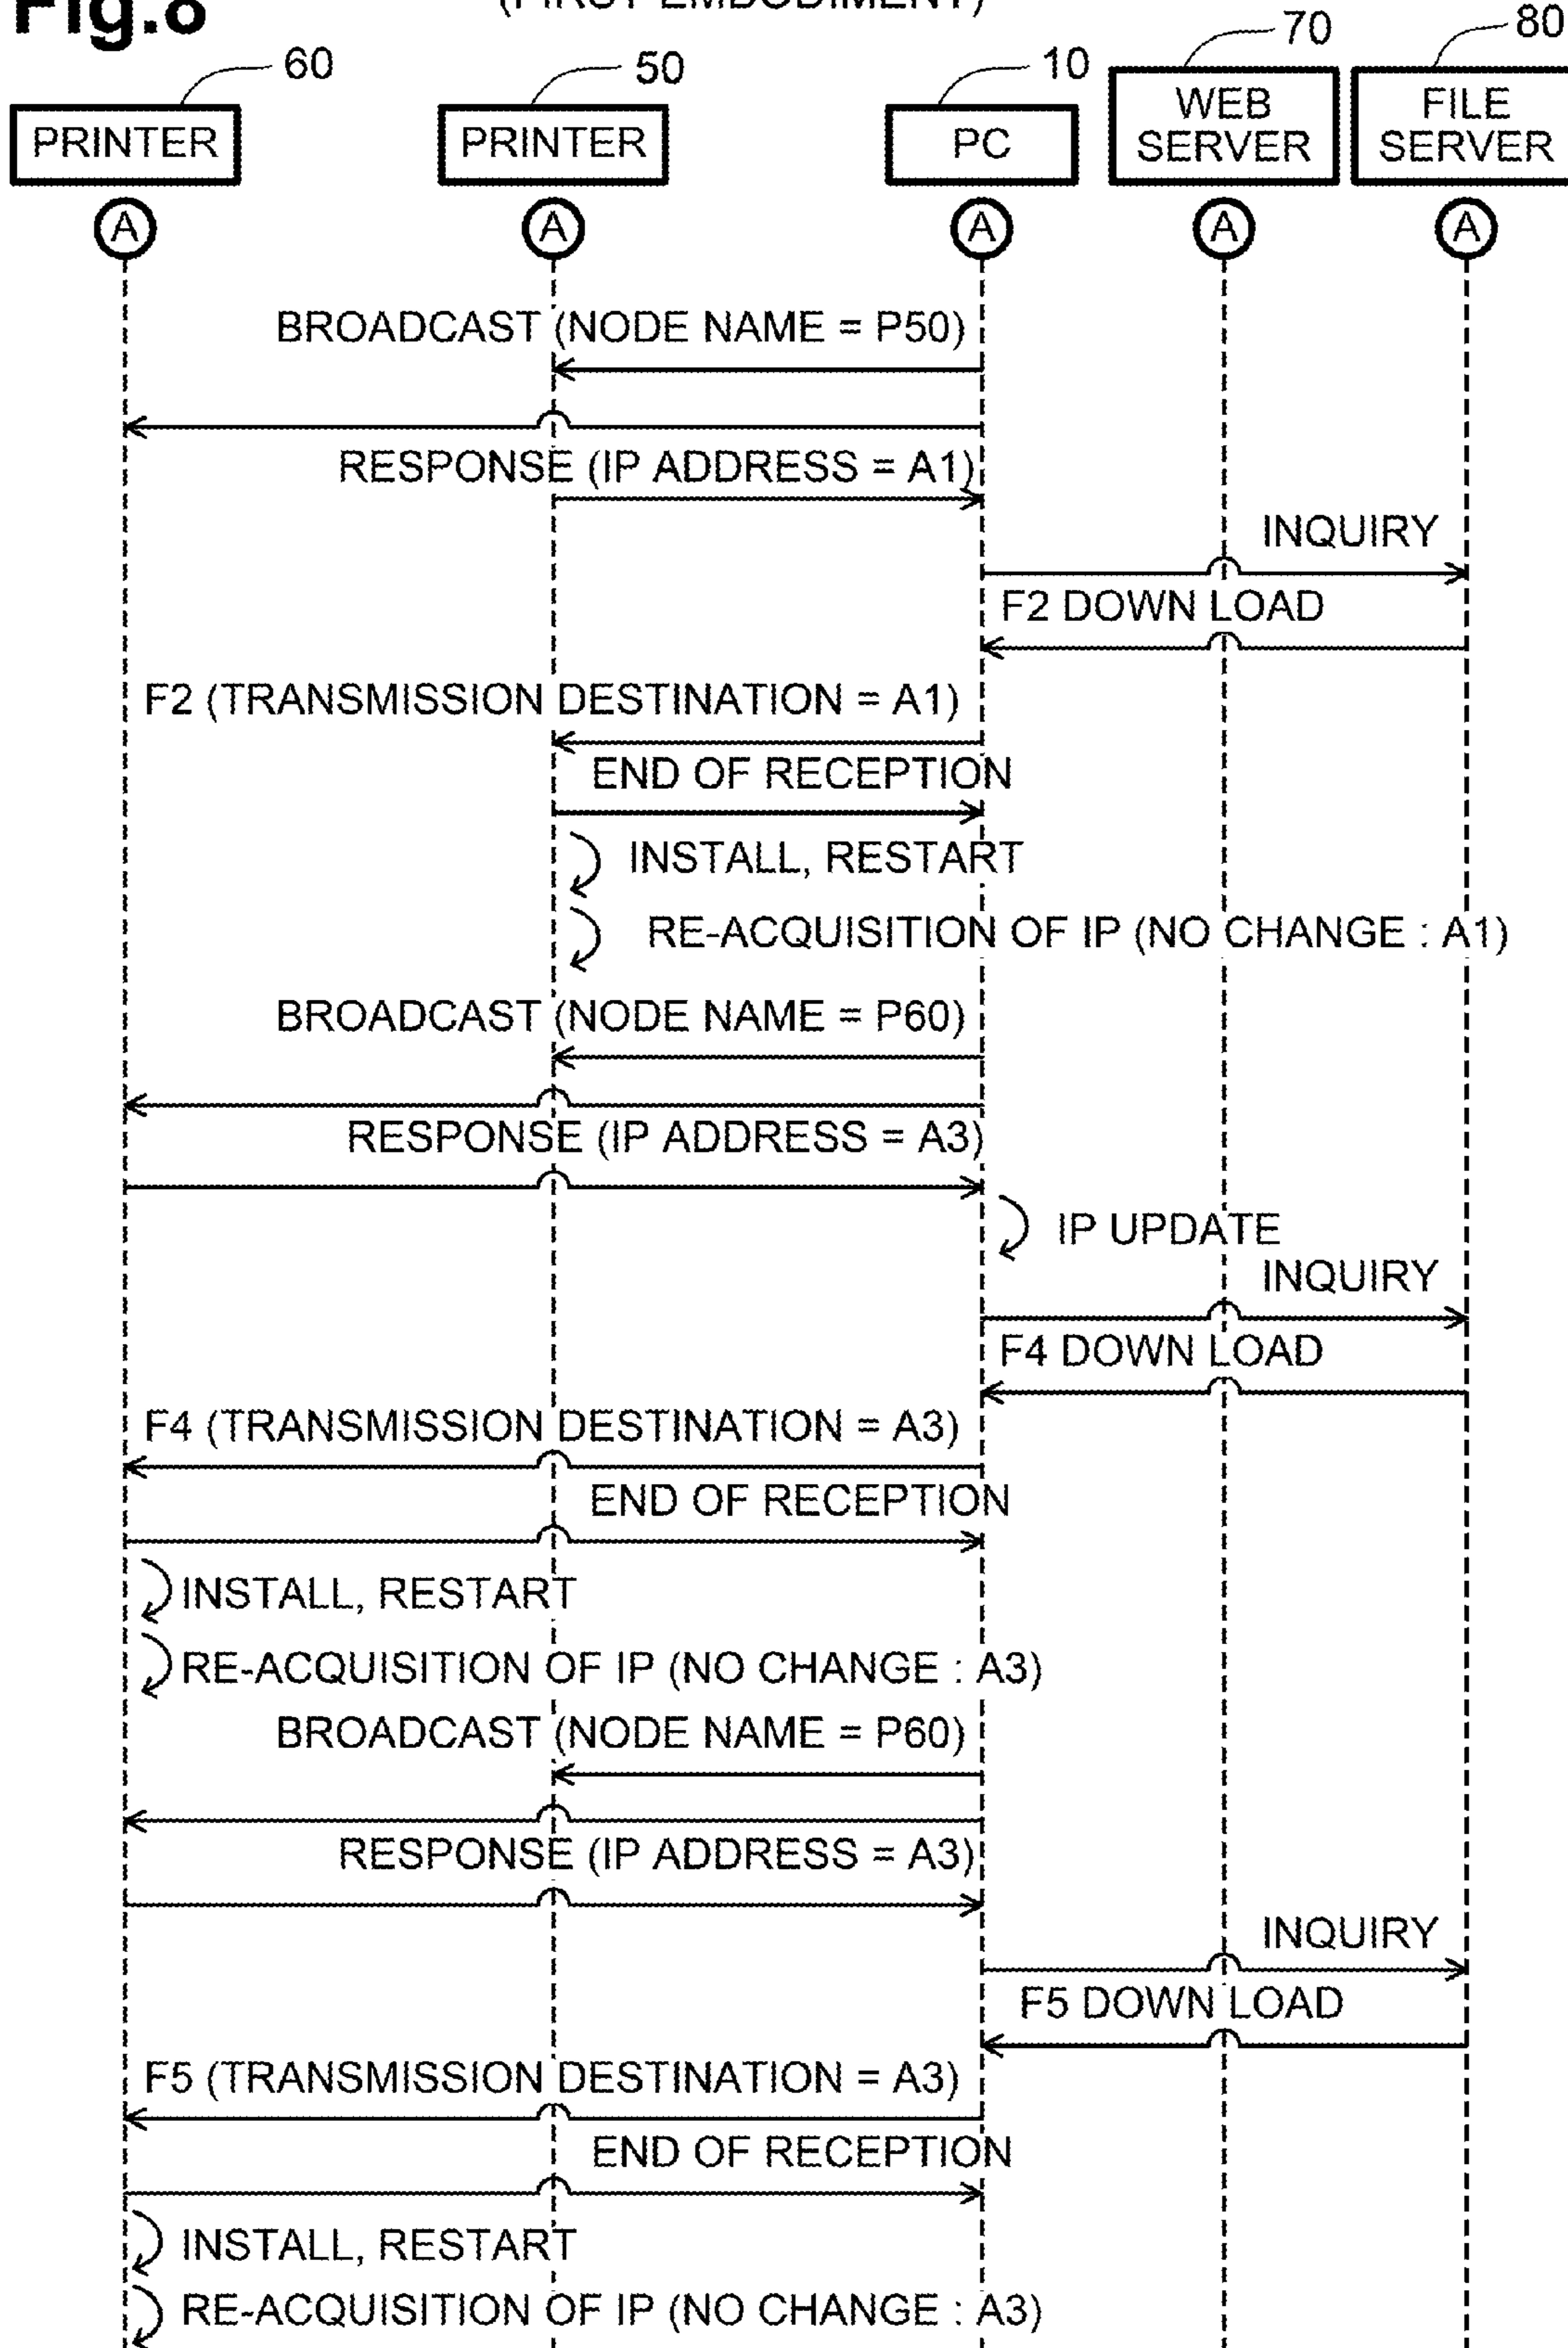 Fig.8
(FIRST EMBODIMENT)
60
50
10
70
80
PRINTER
PRINTER
PC
WEB
SERVER
FILE
SERVER
A
A
A
A
A
BROADCAST (NODE NAME = P50)
RESPONSE (IP ADDRESS = A1)
INQUIRY
F2 DOWN LOAD
F2 (TRANSMISSION DESTINATION = A1)
END OF RECEPTION
INSTALL, RESTART
RE-ACQUISITION OF IP (NO CHANGE : A1)
BROADCAST (NODE NAME = P60)
RESPONSE (IP ADDRESS = A3)
IP UPDATE
INQUIRY
F4 DOWN LOAD
F4 (TRANSMISSION DESTINATION = A3)
END OF RECEPTION
INSTALL, RESTART
RE-ACQUISITION OF IP (NO CHANGE : A3)
BROADCAST (NODE NAME = P60)
RESPONSE (IP ADDRESS = A3)
INQUIRY
F5 DOWN LOAD
F5 (TRANSMISSION DESTINATION = A3)
END OF RECEPTION
INSTALL, RESTART
RE-ACQUISITION OF IP (NO CHANGE : A3)